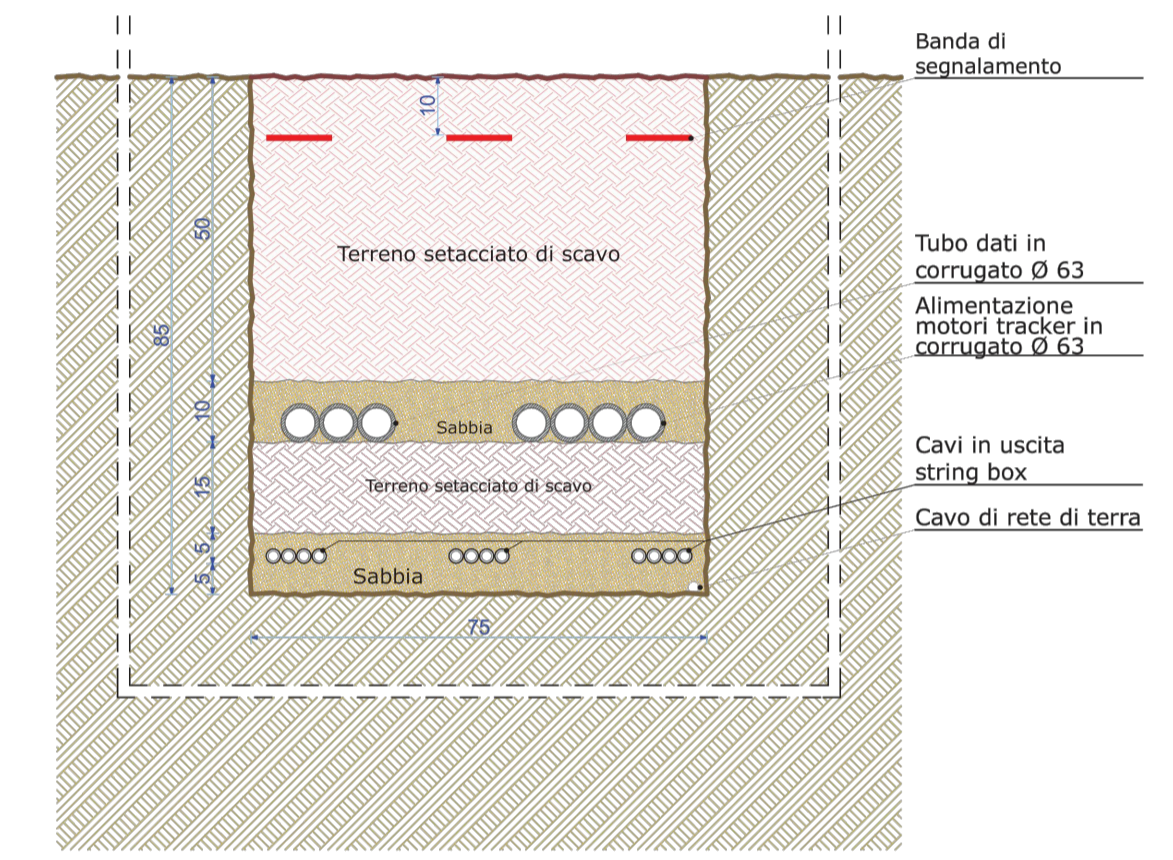 Banda di
segnalamento
10
50
Terreno setacciato di scavo
Tubo dati in
corrugato Ø 63
Alimentazione
motori tracker in
corrugato Ø 63
85
10
Sabbia
Cavi in uscita
string box
15
Terreno setacciato di scavo
Cavo di rete di terra
5
5
Sabbia
75